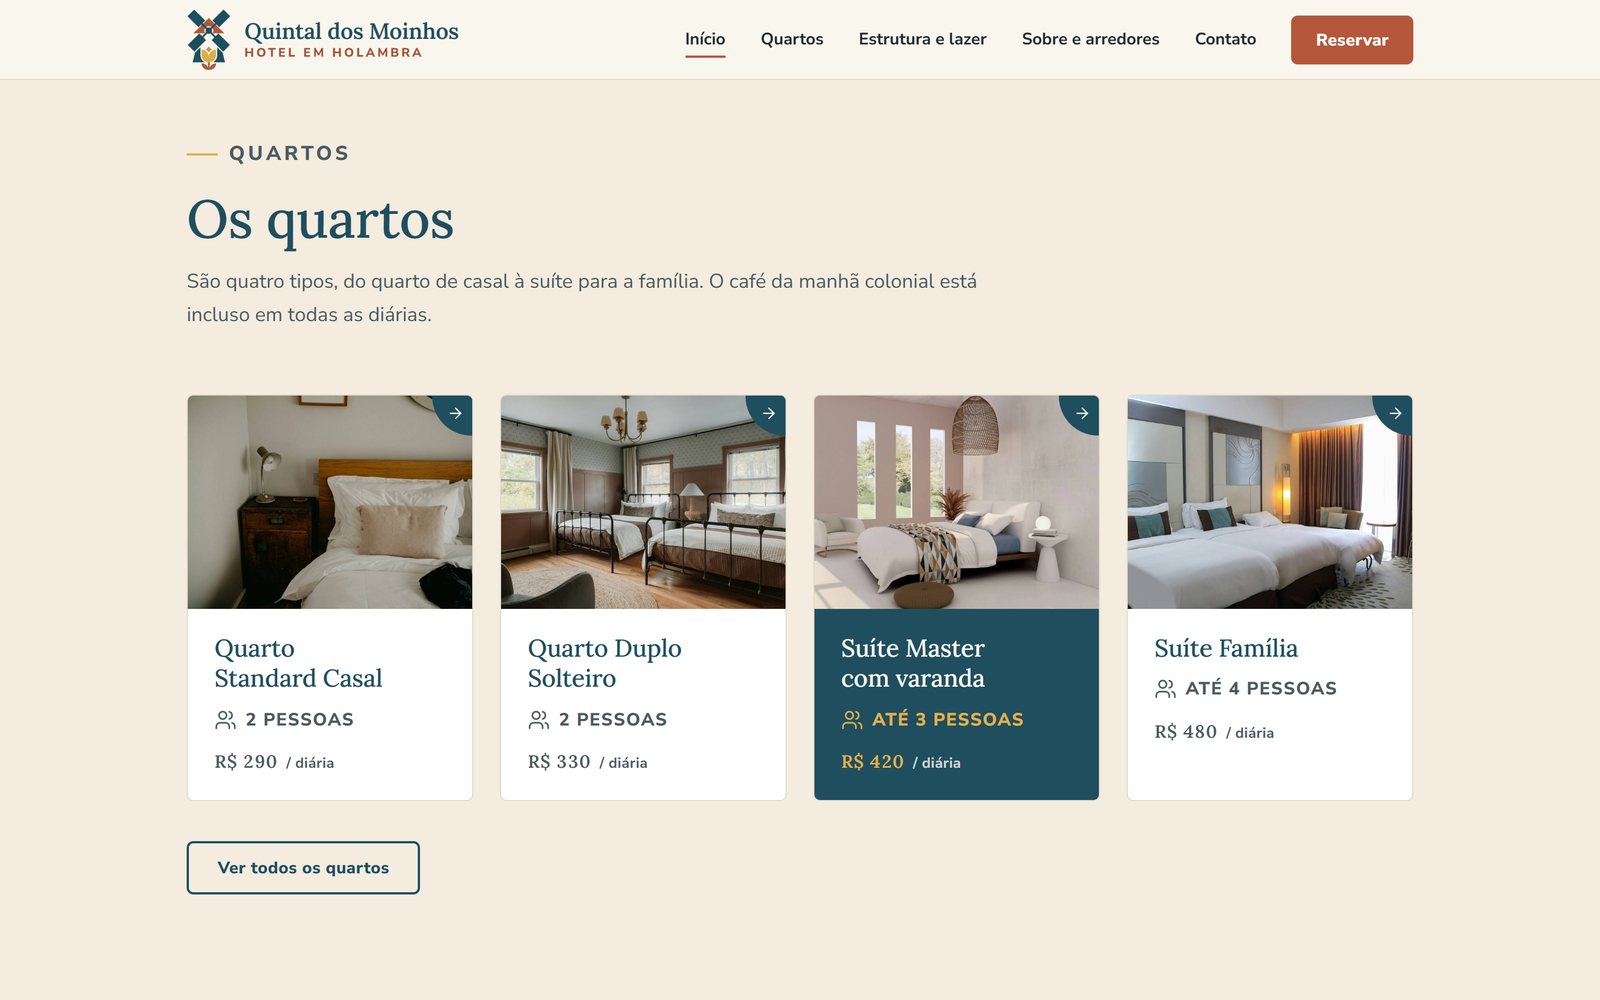 Quintal dos Moinhos
HOTEL EM HOLAMBRA
Início
Quartos
Estrutura e lazer
Sobre e arredores
Contato
Reservar
QUARTOS
Os quartos
São quatro tipos, do quarto de casal à suíte para a família. O café da manhã colonial está
incluso em todas as diárias.
Quarto
Standard Casal
2 PESSOAS
R$ 290 / diária
Quarto Duplo
Solteiro
2 PESSOAS
R$ 330 / diária
Suíte Master
com varanda
ATÉ 3 PESSOAS
R$ 420 / diária
Suíte Família
ATÉ 4 PESSOAS
R$ 480 / diária
Ver todos os quartos